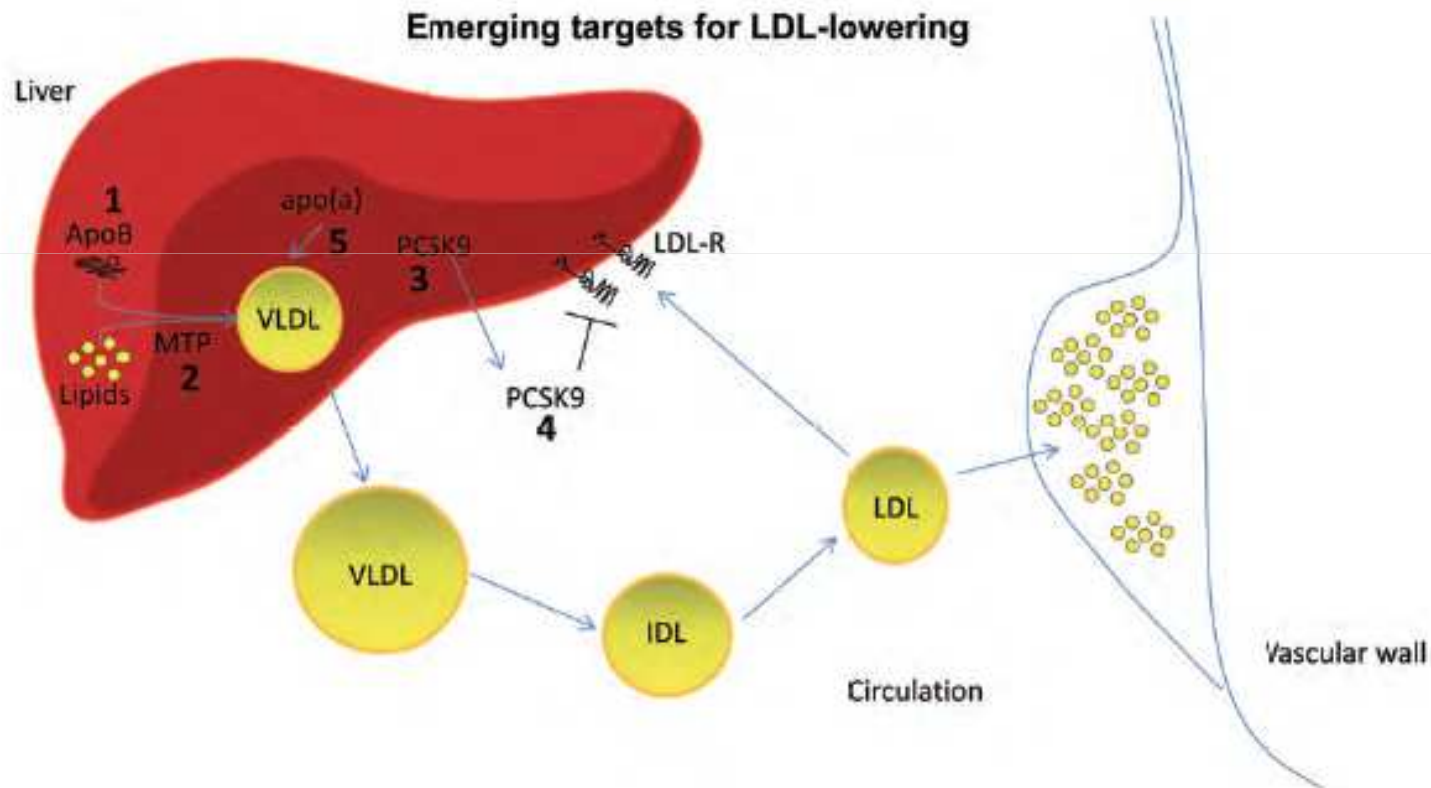 Emerging targets for LDL-lowering
Liver
1
ApoB
apo(a)
5
PCSK9
3
LDL-R
VLDL
MTP
2
Lipids
PCSK9
4
VLDL
IDL
LDL
Circulation
Vascular wall